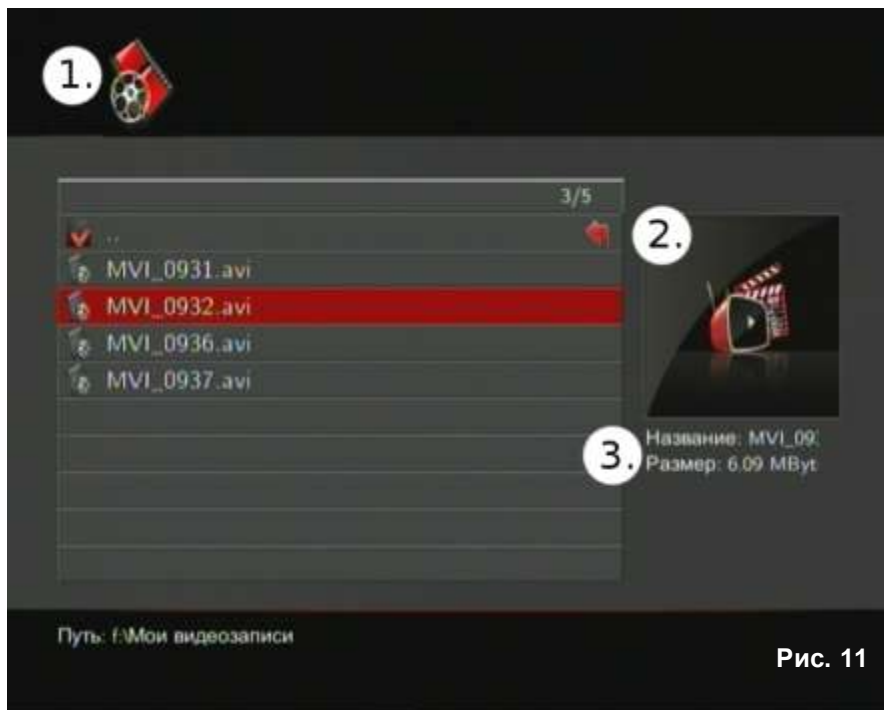 1.
3/5
..
2.
MVI_0931.avi
MVI_0932.avi
MVI_0936.avi
MVI_0937.avi
Название: MVI_09
3.
Размер: 6.09 MByt
Путь: f:\Мои видеозаписи
Рис. 11